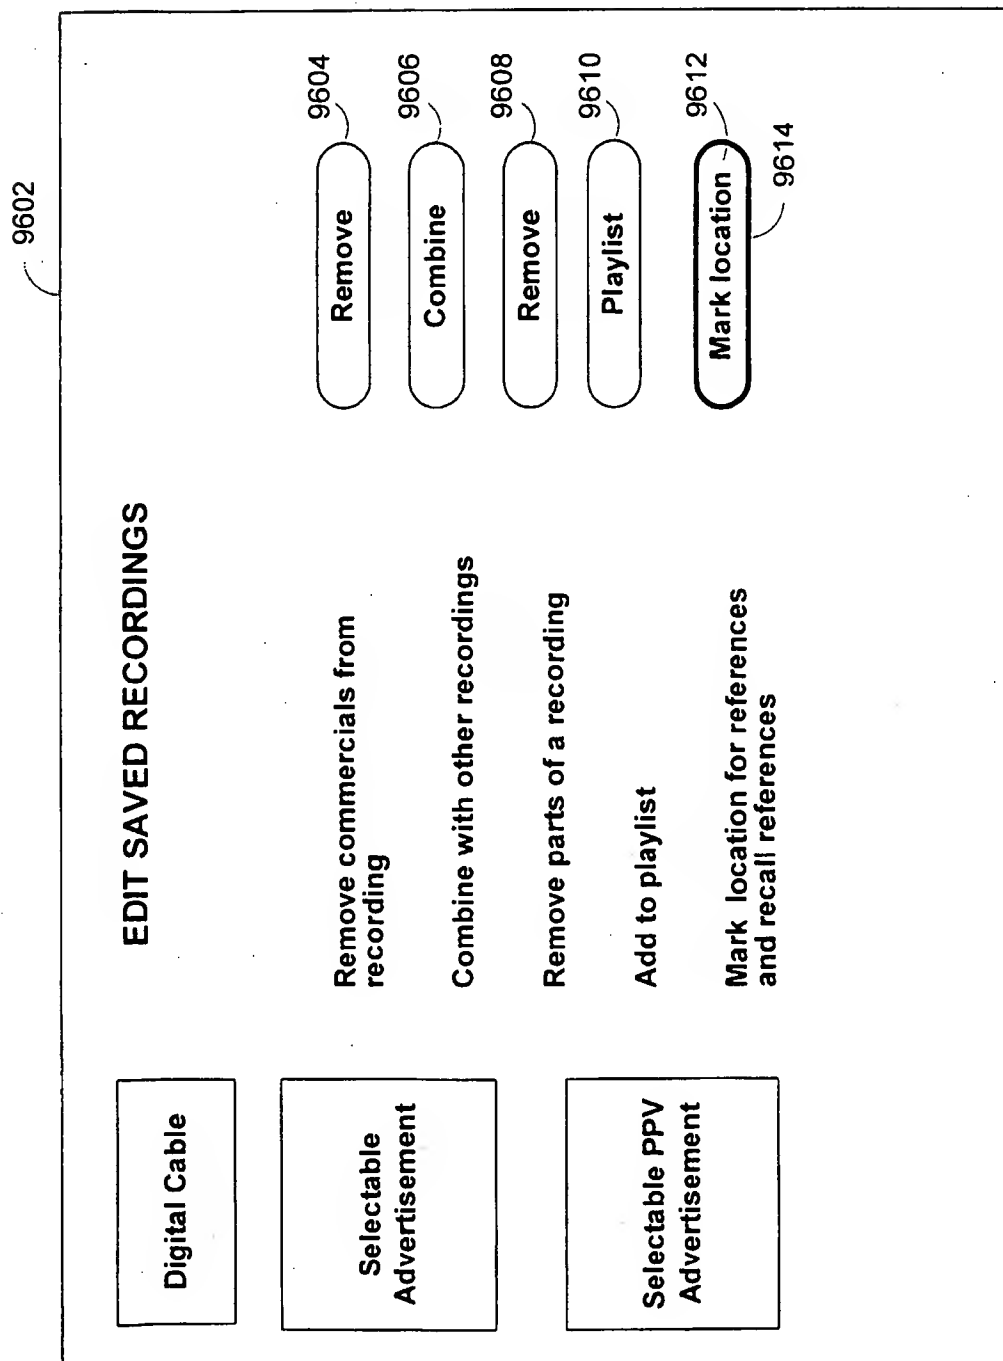 9602
EDIT SAVED RECORDINGS
Digital Cable
Selectable
Advertisement
Selectable PPV
Advertisement
Remove commercials from
recording
Remove
9604
Combine with other recordings
Combine
9606
Remove parts of a recording
Remove
9608
Add to playlist
Playlist
9610
Mark location for references
and recall references
Mark location
9612
9614